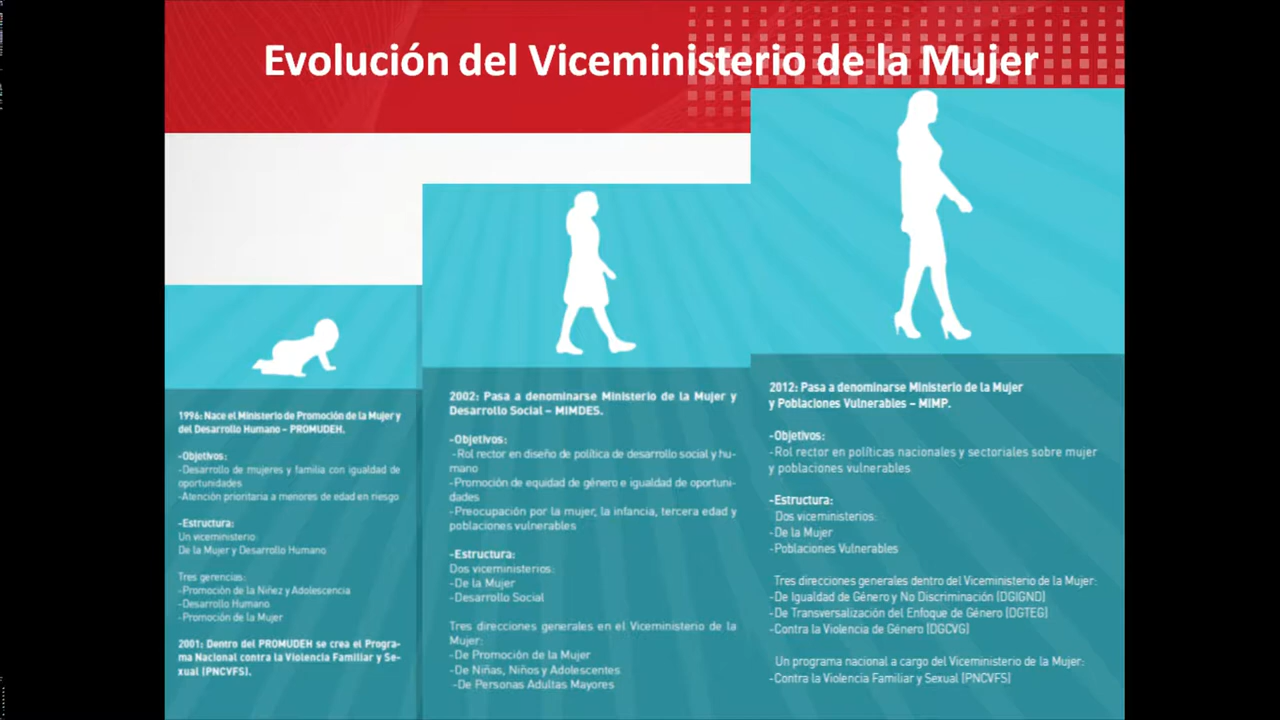 Evolución del Viceministerio de la Mujer
1996: Nace el Ministerio de Promoción de la Mujer y
del Desarrollo Humano – PROMUDEH.
-Objetivos:
-Desarrollo de mujeres y familia con igualdad de
oportunidades
-Atención prioritaria a menores de edad en riesgo
-Estructura:
Un viceministerio:
De la Mujer y Desarrollo Humano
Tres gerencias:
-Promoción de la Niñez y Adolescencia
-Desarrollo Humano
-Promoción de la Mujer
2001: Dentro del PROMUDEH se crea el Progra-
ma Nacional contra la Violencia Familiar y Se-
xual (PNCVFS).
2002: Pasa a denominarse Ministerio de la Mujer y
Desarrollo Social – MIMDES.
-Objetivos:
-Rol rector en diseño de política de desarrollo social y hu-
mano
-Promoción de equidad de género e igualdad de oportuni-
dades
-Preocupación por la mujer, la infancia, tercera edad y
poblaciones vulnerables
-Estructura:
Dos viceministerios:
-De la Mujer
-Desarrollo Social
Tres direcciones generales en el Viceministerio de la
Mujer:
-De Promoción de la Mujer
-De Niñas, Niños y Adolescentes
-De Personas Adultas Mayores
2012: Pasa a denominarse Ministerio de la Mujer
y Poblaciones Vulnerables – MIMP.
-Objetivos:
-Rol rector en políticas nacionales y sectoriales sobre mujer
y poblaciones vulnerables
-Estructura:
Dos viceministerios:
-De la Mujer
-Poblaciones Vulnerables
Tres direcciones generales dentro del Viceministerio de la Mujer:
-De Igualdad de Género y No Discriminación (DGIGND)
-De Transversalización del Enfoque de Género (DGTEG)
-Contra la Violencia de Género (DGCVG)
Un programa nacional a cargo del Viceministerio de la Mujer:
-Contra la Violencia Familiar y Sexual (PNCVFS)